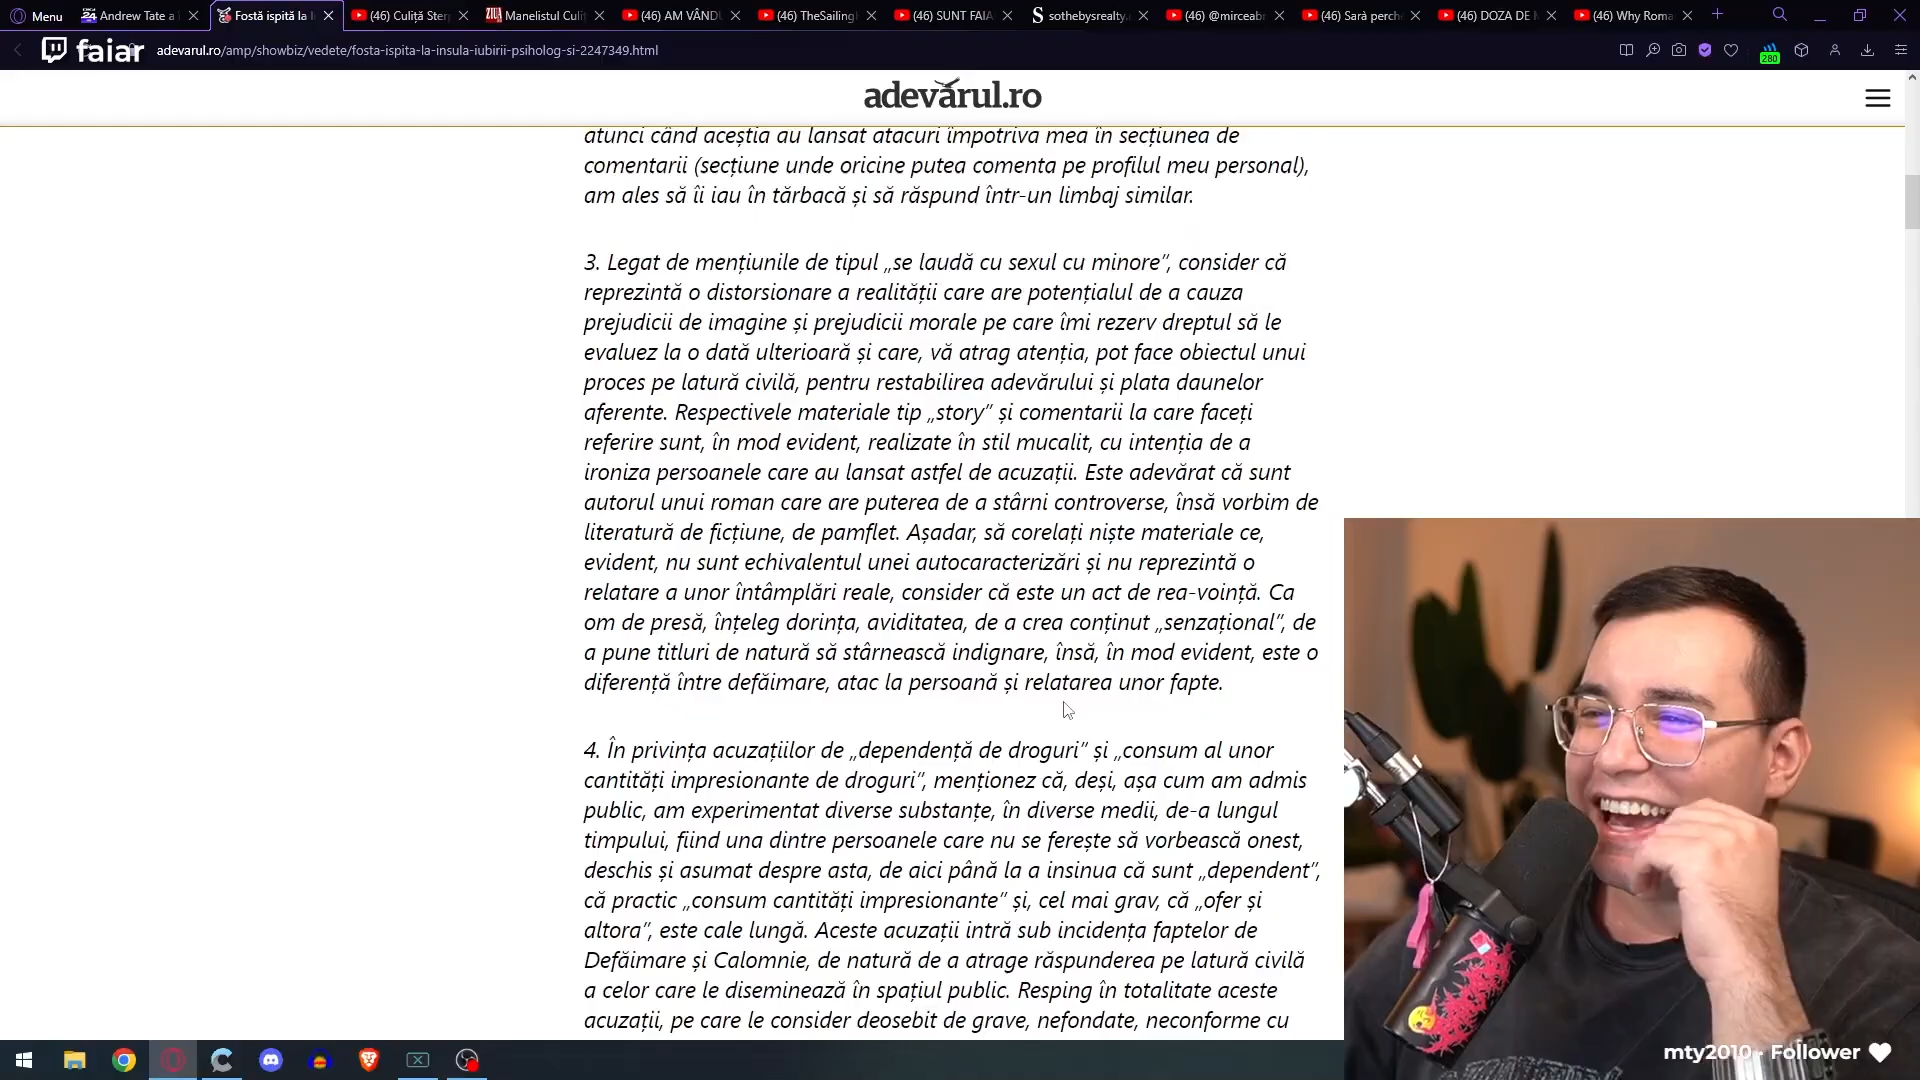 Menu
Andrew Tate a
Fostă ispită la I
(46) Culiță Ster
Manelistul Culi
(46) AM VÂND
(46) TheSailing
(46) SUNT FAIA
sothebysrealty.
(46) @mirceabr
(46) Sarà perch
(46) DOZA DE
(46) Why Roma
faiar
adevarul.ro/amp/showbiz/vedete/fosta-ispita-la-insula-iubirii-psiholog-si-2247349.html
280
adevărul.ro
atunci când aceștia au lansat atacuri împotriva mea în secțiunea de
comentarii (secțiune unde oricine putea comenta pe profilul meu personal),
am ales să îi iau în tărbacă și să răspund într-un limbaj similar.
3. Legat de mențiunile de tipul „se laudă cu sexul cu minore”, consider că
reprezintă o distorsionare a realității care are potențialul de a cauza
prejudicii de imagine și prejudicii morale pe care îmi rezerv dreptul să le
evaluez la o dată ulterioară și care, vă atrag atenția, pot face obiectul unui
proces pe latură civilă, pentru restabilirea adevărului și plata daunelor
aferente. Respectivele materiale tip „story” și comentarii la care faceți
referire sunt, în mod evident, realizate în stil mucalit, cu intenția de a
ironiza persoanele care au lansat astfel de acuzații. Este adevărat că sunt
autorul unui roman care are puterea de a stârni controverse, însă vorbim de
literatură de ficțiune, de pamflet. Așadar, să corelați niște materiale ce,
evident, nu sunt echivalentul unei autocaracterizări și nu reprezintă o
relatare a unor întâmplări reale, consider că este un act de rea-voință. Ca
om de presă, înțeleg dorința, aviditatea, de a crea conținut „senzațional”, de
a pune titluri de natură să stârnească indignare, însă, în mod evident, este o
diferență între defăimare, atac la persoană și relatarea unor fapte.
4. În privința acuzațiilor de „dependență de droguri” și „consum al unor
cantități impresionante de droguri”, menționez că, deși, așa cum am admis
public, am experimentat diverse substanțe, în diverse medii, de-a lungul
timpului, fiind una dintre persoanele care nu se ferește să vorbească onest,
deschis și asumat despre asta, de aici până la a insinua că sunt „dependent”,
că practic „consum cantități impresionante” și, cel mai grav, că „ofer și
altora”, este cale lungă. Aceste acuzații intră sub incidența faptelor de
Defăimare și Calomnie, de natură de a atrage răspunderea pe latură civilă
a celor care le diseminează în spațiul public. Resping în totalitate aceste
acuzații, pe care le consider deosebit de grave, nefondate, neconforme cu
mty2010 • Follower